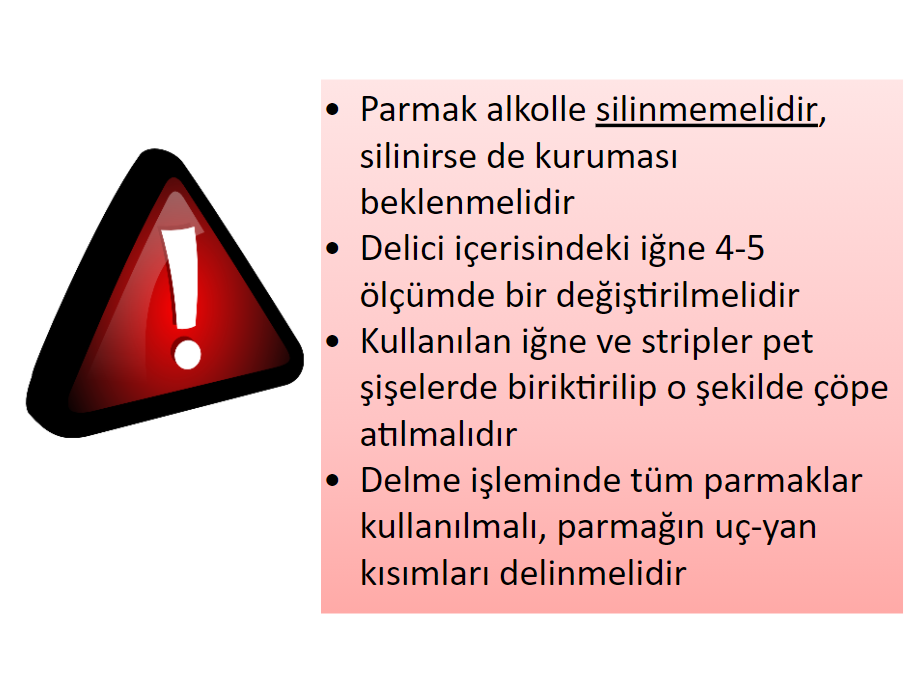 • Parmak alkolle silinmemelidir,
silinirse de kuruması
beklenmelidir
• Delici içerisindeki iğne 4-5
ölçümde bir değiştirilmelidir
• Kullanılan iğne ve stripler pet
şişelerde biriktirilip o şekilde çöpe
atılmalıdır
• Delme işleminde tüm parmaklar
kullanılmalı, parmağın uç-yan
kısımları delinmelidir